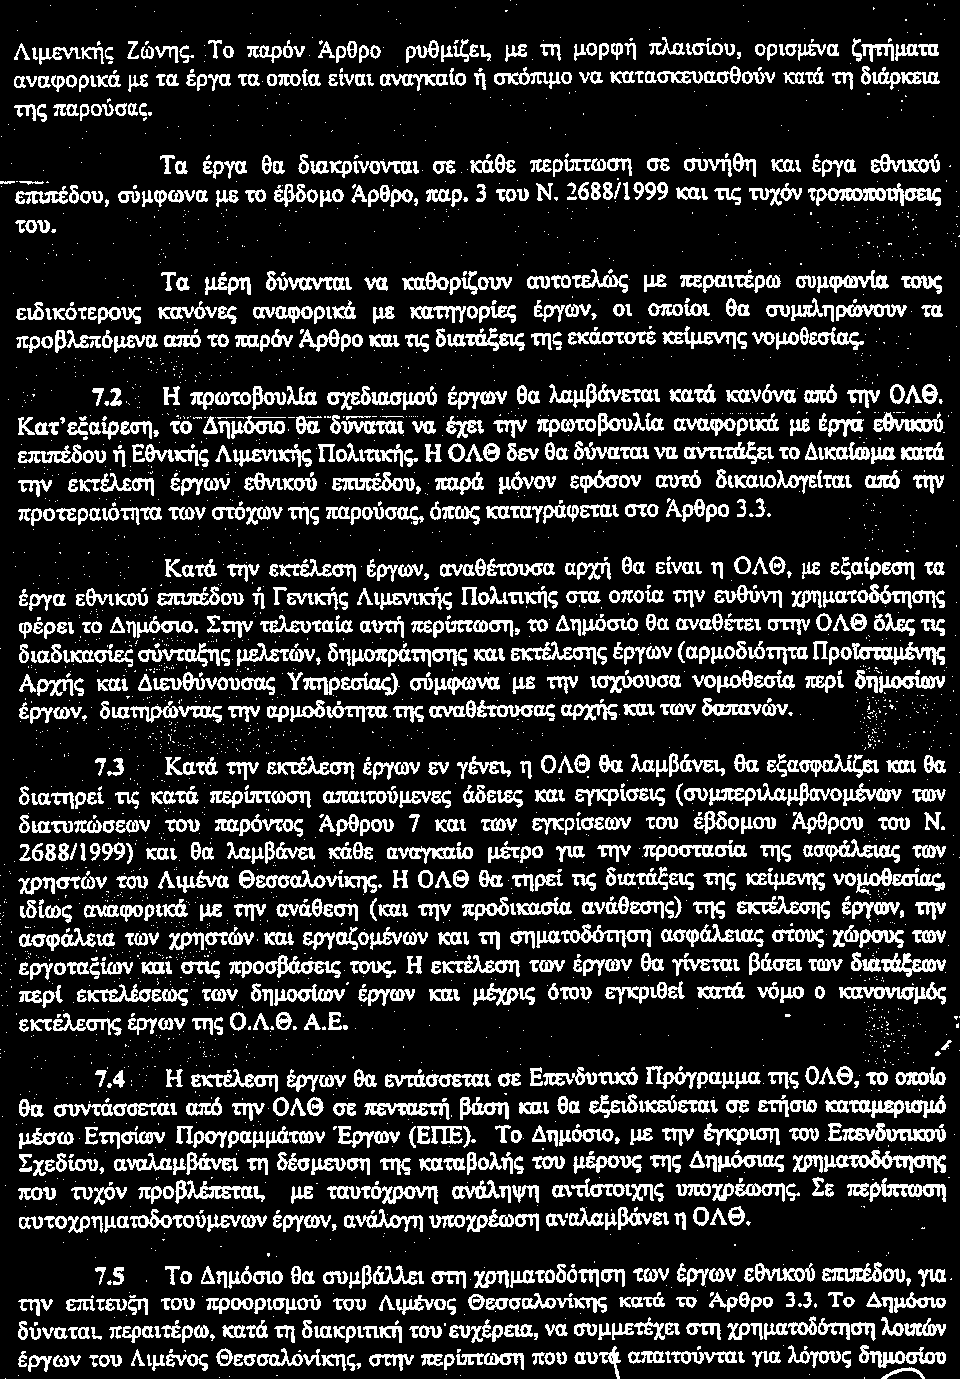 Λιμενικής Ζώνης. Το παρόν Άρθρο ρυθμίζει, με τη μορφή πλαισίου, ορισμένα ζητήματα
αναφορικά με τα έργα τα οποία είναι αναγκαίο ή σκόπιμο να κατασκευασθούν κατά τη διάρκεια
της παρούσας.
Τα έργα θα διακρίνονται σε κάθε περίπτωση σε συνήθη και έργα εθνικού
επιπέδου, σύμφωνα με το έβδομο Άρθρο, παρ. 3 του Ν. 2688/1999 και τις τυχόν τροποποιήσεις
του.
Τα μέρη δύνανται να καθορίζουν αυτοτελώς με περαιτέρω συμφωνία τους
ειδικότερους κανόνες αναφορικά με κατηγορίες έργων, οι οποίοι θα συμπληρώνουν τα
προβλεπόμενα από το παρόν Άρθρο και τις διατάξεις της εκάστοτε κείμενης νομοθεσίας.
7.2 Η πρωτοβουλία σχεδιασμού έργων θα λαμβάνεται κατά κανόνα από την ΟΛΘ.
Κατ' εξαίρεση, το Δημόσιο θα δύναται να έχει την πρωτοβουλία αναφορικά με έργα εθνικού
επιπέδου ή Εθνικής Λιμενικής Πολιτικής. Η ΟΛΘ δεν θα δύναται να αντιτάξει το Δικαίωμα κατά
την εκτέλεση έργων εθνικού επιπέδου, παρά μόνον εφόσον αυτό δικαιολογείται από την
προτεραιότητα των στόχων της παρούσας, όπως καταγράφεται στο Άρθρο 3.3.
Κατά την εκτέλεση έργων, αναθέτουσα αρχή θα είναι η ΟΛΘ, με εξαίρεση τα
έργα εθνικού επιπέδου ή Γενικής Λιμενικής Πολιτικής στα οποία την ευθύνη χρηματοδότησης
φέρει το Δημόσιο. Στην τελευταία αυτή περίπτωση, το Δημόσιο θα αναθέτει στην ΟΛΘ όλες τις
διαδικασίες σύνταξης μελετών, δημοπράτησης και εκτέλεσης έργων (αρμοδιότητα Προϊσταμένης
Αρχής και Διευθύνουσας Υπηρεσίας) σύμφωνα με την ισχύουσα νομοθεσία περί δημοσίων
έργων, διατηρώντας την αρμοδιότητα της αναθέτουσας αρχής και των δαπανών.
7.3 Κατά την εκτέλεση έργων εν γένει, η ΟΛΘ θα λαμβάνει, θα εξασφαλίζει και θα
διατηρεί τις κατά περίπτωση απαιτούμενες άδειες και εγκρίσεις (συμπεριλαμβανομένων των
διατυπώσεων του παρόντος Άρθρου 7 και των εγκρίσεων του έβδομου Άρθρου του Ν.
2688/1999) και θα λαμβάνει κάθε αναγκαίο μέτρο για την προστασία της ασφάλειας των
χρηστών του Λιμένα Θεσσαλονίκης. Η ΟΛΘ θα τηρεί τις διατάξεις της κείμενης νομοθεσίας,
ιδίως αναφορικά με την ανάθεση (και την προδικασία ανάθεσης) της εκτέλεσης έργων, την
ασφάλεια των χρηστών και εργαζομένων και τη σηματοδότηση ασφάλειας στους χώρους των
εργοταξίων και στις προσβάσεις τους. Η εκτέλεση των έργων θα γίνεται βάσει των διατάξεων
περί εκτελέσεως των δημοσίων έργων και μέχρις ότου εγκριθεί κατά νόμο ο κανονισμός
εκτέλεσης έργων της Ο.Λ.Θ. Α.Ε.
7.4 Η εκτέλεση έργων θα εντάσσεται σε Επενδυτικό Πρόγραμμα της ΟΛΘ, το οποίο
θα συντάσσεται από την ΟΛΘ σε πενταετή βάση και θα εξειδικεύεται σε ετήσιο καταμερισμό
μέσω Ετησίων Προγραμμάτων Έργων (ΕΠΕ). Το Δημόσιο, με την έγκριση του Επενδυτικού
Σχεδίου, αναλαμβάνει τη δέσμευση της καταβολής του μέρους της Δημόσιας χρηματοδότησης
που τυχόν προβλέπεται, με ταυτόχρονη ανάληψη αντίστοιχης υποχρέωσης. Σε περίπτωση
αυτοχρηματοδοτούμενων έργων, ανάλογη υποχρέωση αναλαμβάνει η ΟΛΘ.
7.5 Το Δημόσιο θα συμβάλλει στη χρηματοδότηση των έργων εθνικού επιπέδου, για
την επίτευξη του προορισμού του Λιμένος Θεσσαλονίκης κατά το Άρθρο 3.3. Το Δημόσιο
δύναται, περαιτέρω, κατά τη διακριτική του ευχέρεια, να συμμετέχει στη χρηματοδότηση λοιπών
έργων του Λιμένος Θεσσαλονίκης, στην περίπτωση που αυτά απαιτούνται για λόγους δημοσίου